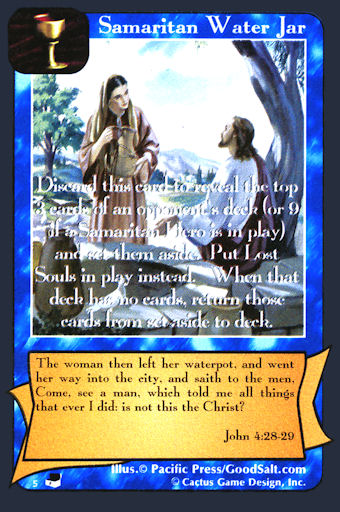 Samaritan Water Jar
Discard this card to reveal the top
3 cards of an opponent's deck (or 9
if a Samaritan Hero is in play)
and set them aside. Put Lost
Souls in play instead. When that
deck has no cards, return those
cards from set aside to deck.
The woman then left her waterpot, and went
her way into the city, and saith to the men,
Come, see a man, which told me all things
that ever I did: is not this the Christ?
John 4:28-29
Illus.© Pacific Press/GoodSalt.com
5
© Cactus Game Design, Inc.